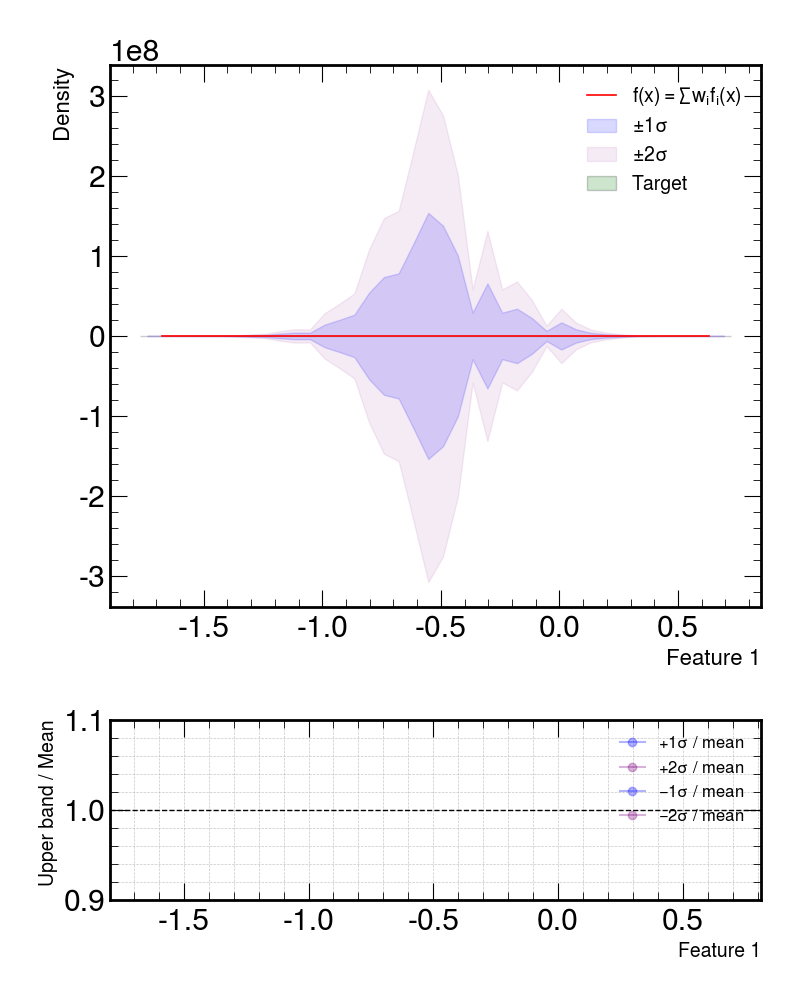 1e8
Density
f(x) = ∑wᵢfᵢ(x)
±1σ
±2σ
Target
3
2
1
0
-1
-2
-3
-1.5 -1.0 -0.5 0.0 0.5
Feature 1
Upper band / Mean
1.1
1.0
0.9
+1σ / mean
+2σ / mean
−1σ / mean
−2σ / mean
-1.5 -1.0 -0.5 0.0 0.5
Feature 1